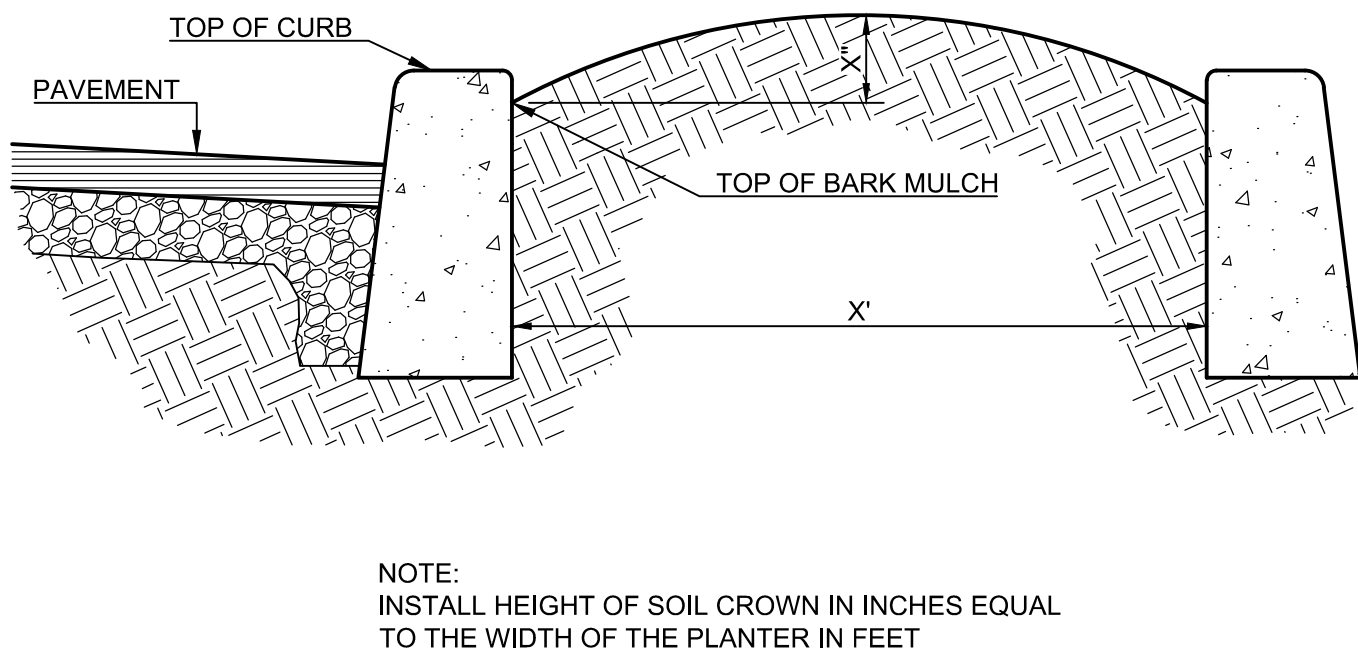 TOP OF CURB
PAVEMENT
X"
TOP OF BARK MULCH
X'
NOTE:
INSTALL HEIGHT OF SOIL CROWN IN INCHES EQUAL
TO THE WIDTH OF THE PLANTER IN FEET